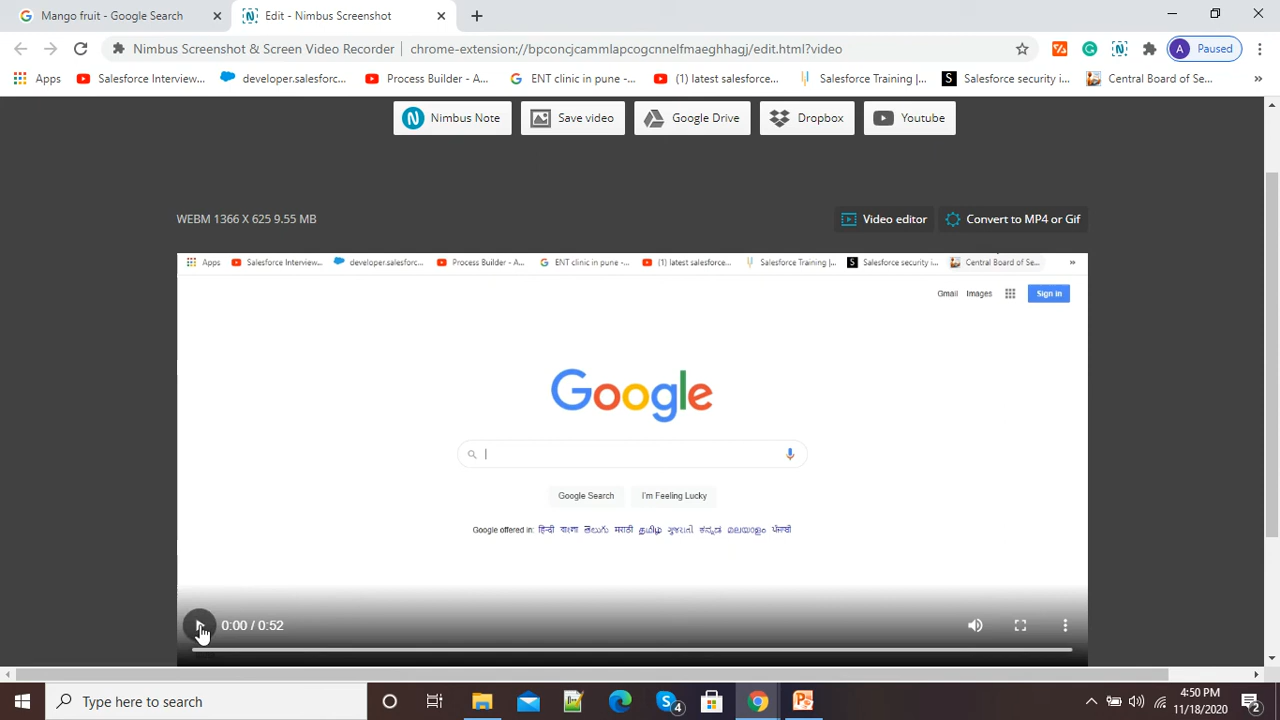 Mango fruit - Google Search
Edit - Nimbus Screenshot
Nimbus Screenshot & Screen Video Recorder | chrome-extension://bpconcjcammlapcogcnnelfmaeghhagj/edit.html?video
A Paused
Apps Salesforce Interview... developer.salesforc... Process Builder - A... ENT clinic in pune -... (1) latest salesforce... Salesforce Training |... S Salesforce security i... Central Board of Se... »
N Nimbus Note Save video Google Drive Dropbox Youtube
WEBM 1366 X 625 9.55 MB
Video editor Convert to MP4 or Gif
Apps Salesforce Interview... developer.salesforc... Process Builder - A... ENT clinic in pune -... (1) latest salesforce... Salesforce Training |... S Salesforce security i... Central Board of Se... »
Gmail Images Sign in
Google
Google Search I'm Feeling Lucky
Google offered in: हिन्दी বাংলা తెలుగు मराठी தமிழ் ગુજરાતી ಕನ್ನಡ മലയാളം ਪੰਜਾਬੀ
0:00 / 0:52
Type here to search
4
4:50 PM
11/18/2020
2